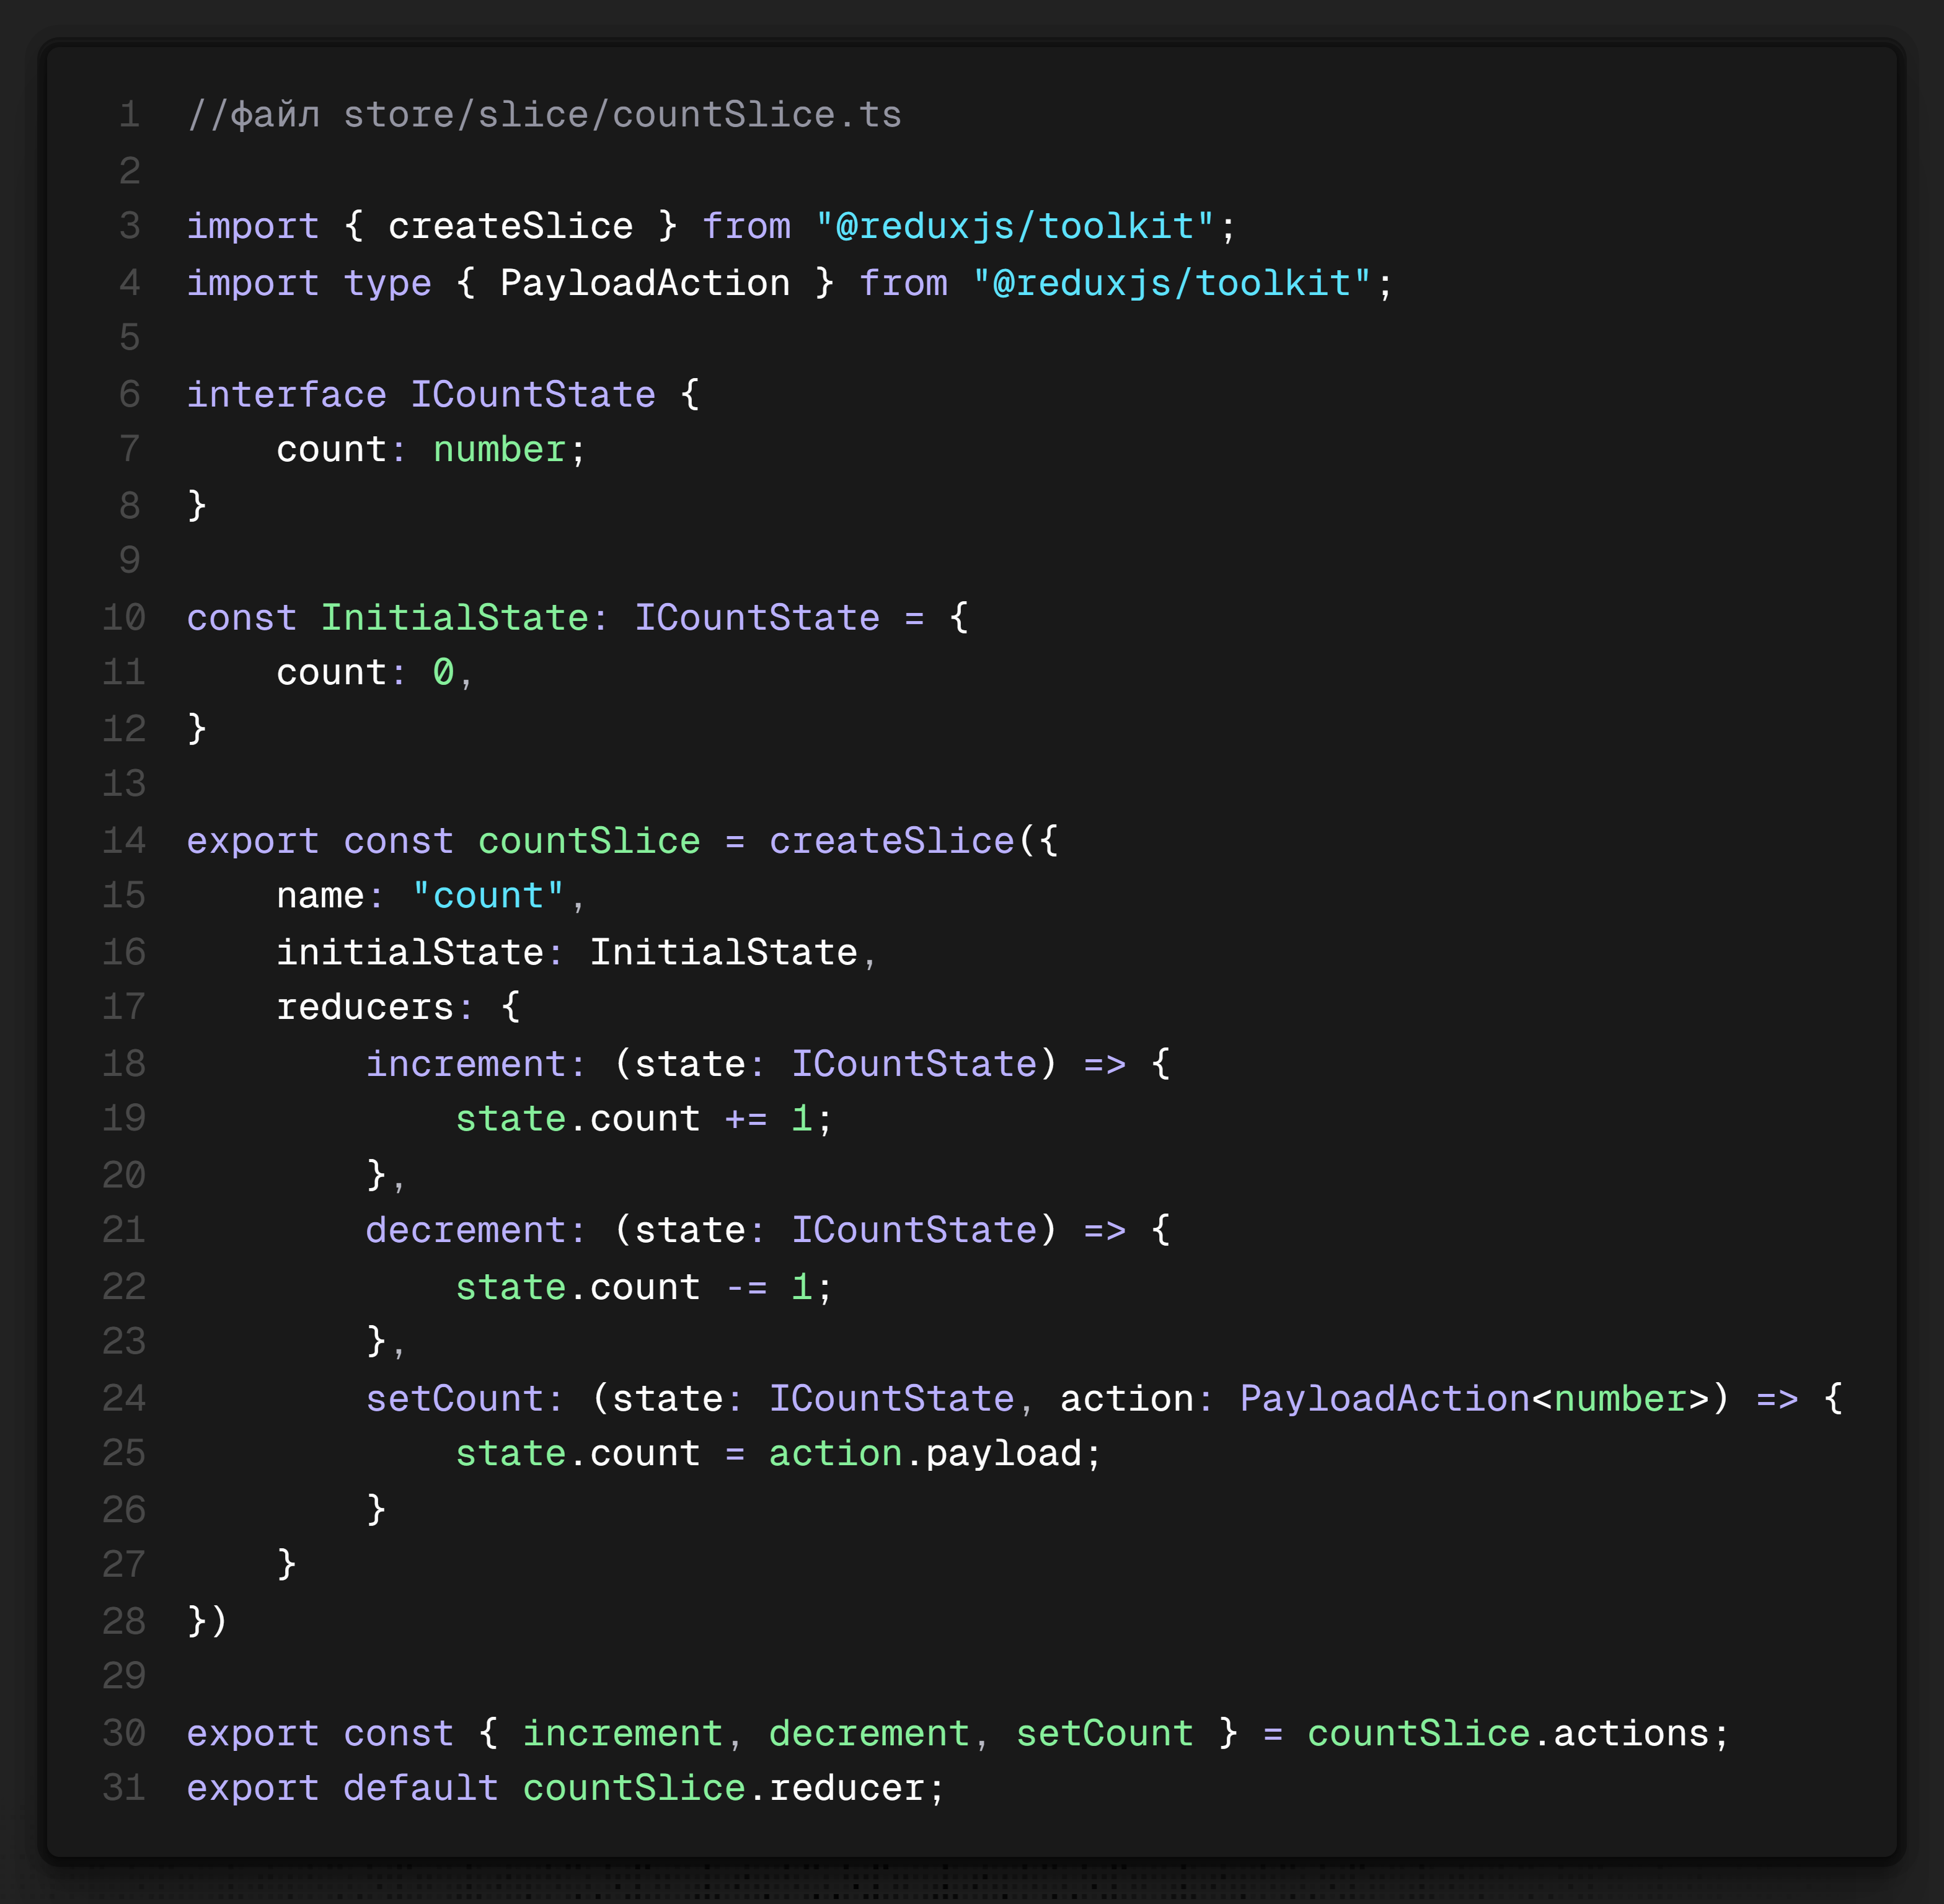 1 //файл store/slice/countSlice.ts
2
3 import { createSlice } from "@reduxjs/toolkit";
4 import type { PayloadAction } from "@reduxjs/toolkit";
5
6 interface ICountState {
7     count: number;
8 }
9
10 const InitialState: ICountState = {
11     count: 0,
12 }
13
14 export const countSlice = createSlice({
15     name: "count",
16     initialState: InitialState,
17     reducers: {
18         increment: (state: ICountState) => {
19             state.count += 1;
20         },
21         decrement: (state: ICountState) => {
22             state.count -= 1;
23         },
24         setCount: (state: ICountState, action: PayloadAction<number>) => {
25             state.count = action.payload;
26         }
27     }
28 })
29
30 export const { increment, decrement, setCount } = countSlice.actions;
31 export default countSlice.reducer;